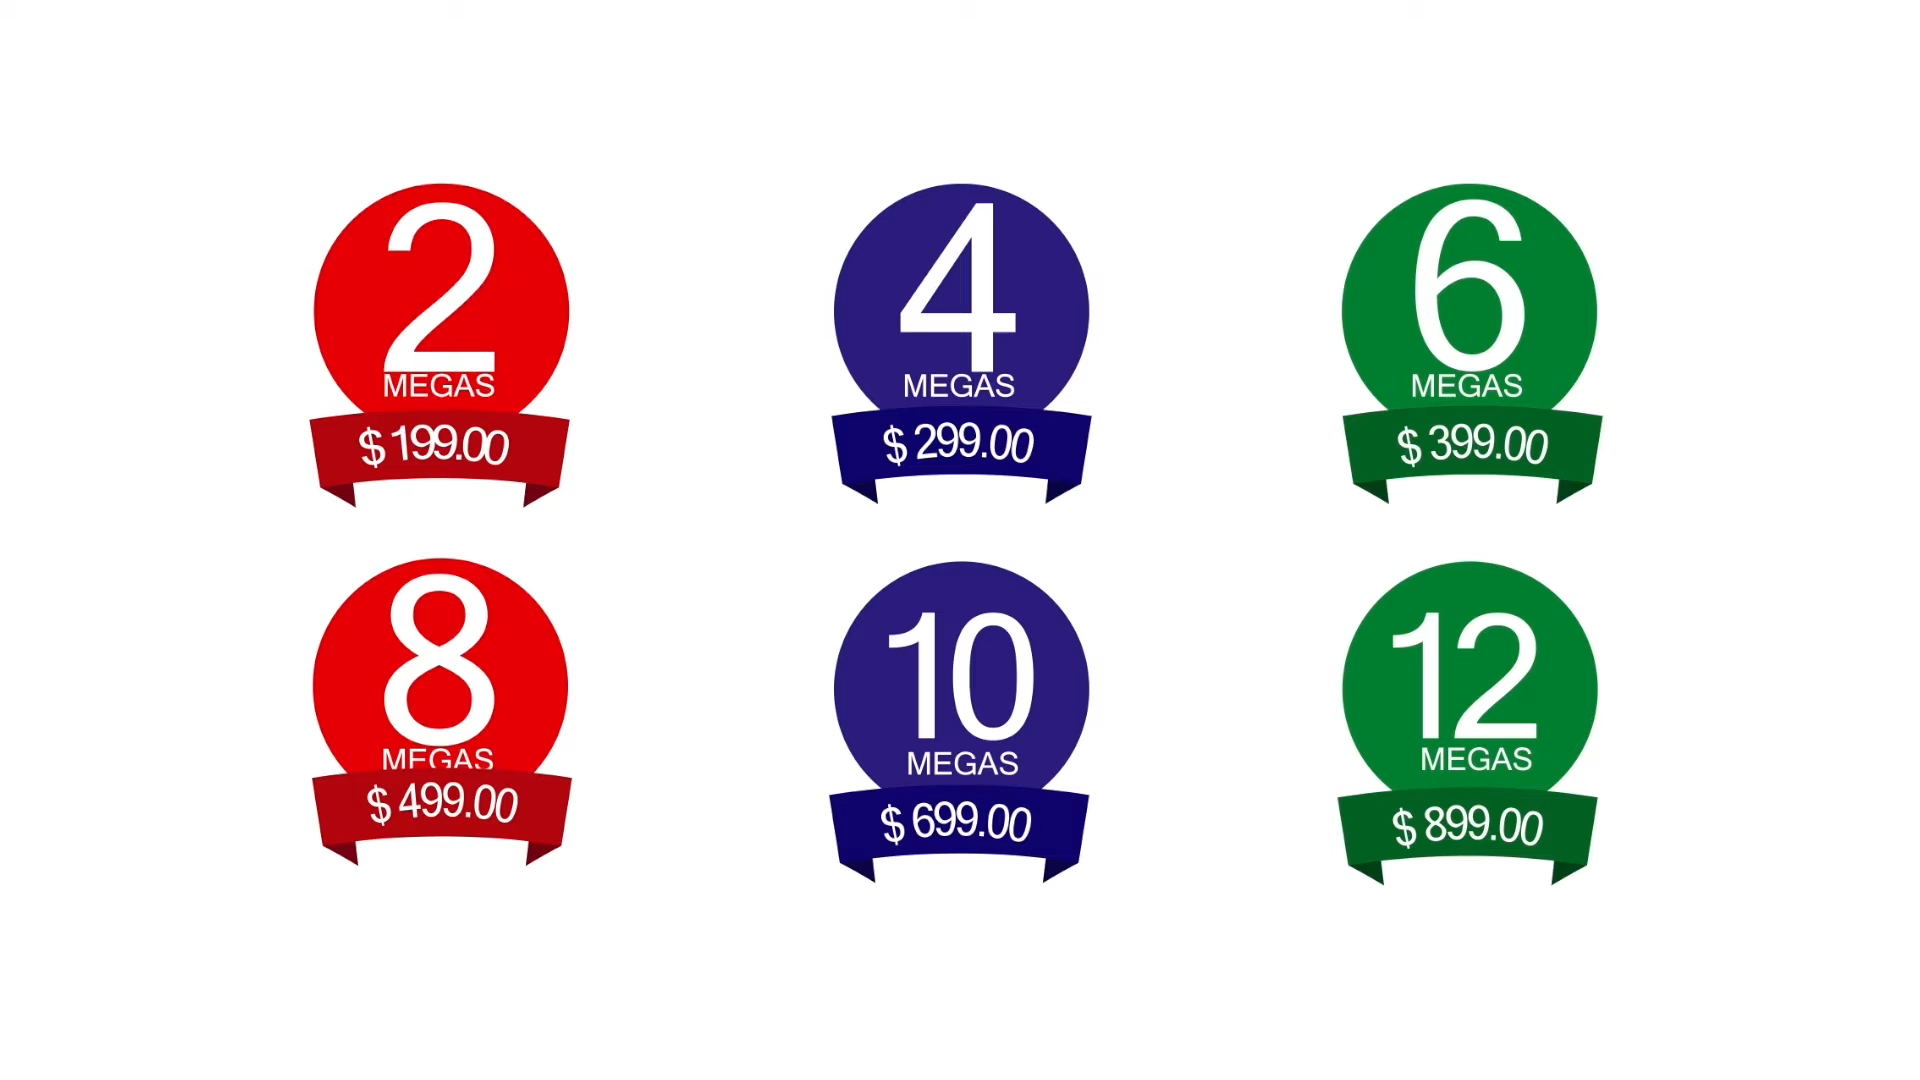 2
MEGAS
$ 199.00
4
MEGAS
$ 299.00
6
MEGAS
$ 399.00
8
MEGAS
$ 499.00
10
MEGAS
$ 699.00
12
MEGAS
$ 899.00